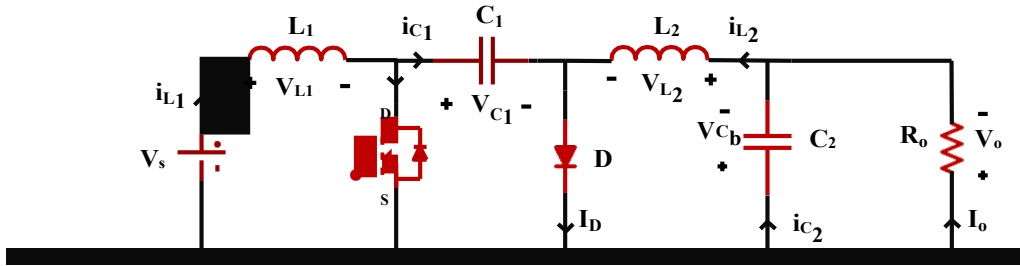 L1
iC1
C1
L2
iL2
iL1
+ VL1 -
+ VC1 -
- VL2 +
Vs
D
S
D
- VCb +
C2
Ro
- Vo +
ID
iC2
Io